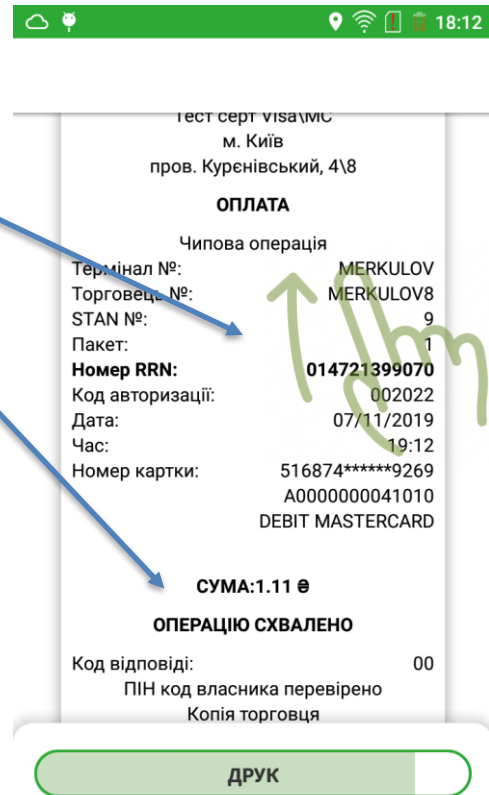 18:12
Тест серт Visa\MC
м. Київ
пров. Курєнівський, 4\8
ОПЛАТА
Чипова операція
Термінал №: MERKULOV
Торговець №: MERKULOV8
STAN №: 9
Пакет: 1
Номер RRN: 014721399070
Код авторизації: 002022
Дата: 07/11/2019
Час: 19:12
Номер картки: 516874******9269
A0000000041010
DEBIT MASTERCARD
СУМА:1.11 ₴
ОПЕРАЦІЮ СХВАЛЕНО
Код відповіді: 00
ПІН код власника перевірено
Копія торговця
ДРУК